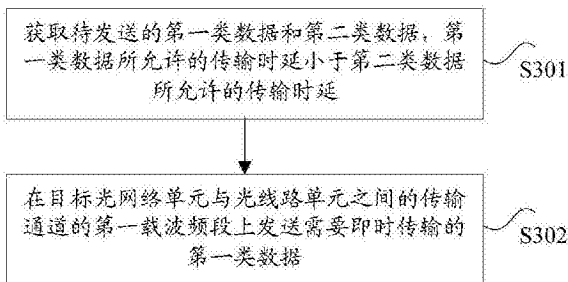 获取待发送的第一类数据和第二类数据，第
一类数据所允许的传输时延小于第二类数据
所允许的传输时延
S301
在目标光网络单元与光线路单元之间的传输
通道的第一载波频段上发送需要即时传输的
第一类数据
S302